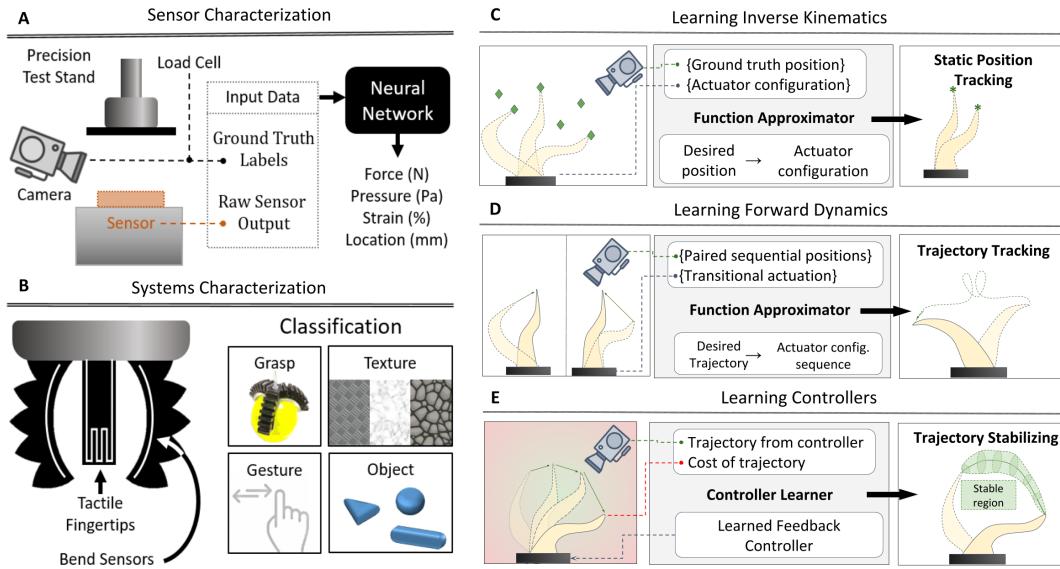 A
Sensor Characterization
Precision
Test Stand
Load Cell
Camera
Sensor
Input Data
Ground Truth
Labels
Raw Sensor
Output
Neural
Network
Force (N)
Pressure (Pa)
Strain (%)
Location (mm)
B
Systems Characterization
Tactile
Fingertips
Bend Sensors
Classification
Grasp
Texture
Gesture
Object
C
Learning Inverse Kinematics
{Ground truth position}
{Actuator configuration}
Function Approximator
Desired
position
→
Actuator
configuration
Static Position
Tracking
D
Learning Forward Dynamics
{Paired sequential positions}
{Transitional actuation}
Function Approximator
Desired
Trajectory
→
Actuator config.
sequence
Trajectory Tracking
E
Learning Controllers
Trajectory from controller
Cost of trajectory
Controller Learner
Learned Feedback
Controller
Trajectory Stabilizing
Stable
region